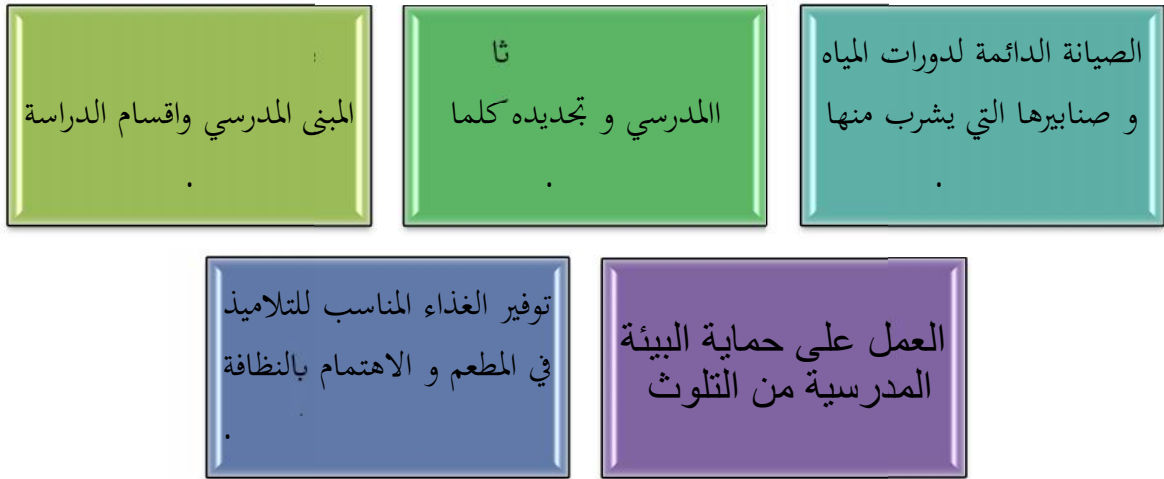 الصيانة الدائمة لدورات المياه
و صنابيرها التي يشرب منها
.
ثا
االمدرسي و تجديده كلما
.
المبنى المدرسي واقسام الدراسة
.
العمل على حماية البيئة
المدرسية من التلوث
توفير الغذاء المناسب للتلاميذ
في المطعم و الاهتمام بالنظافة
.